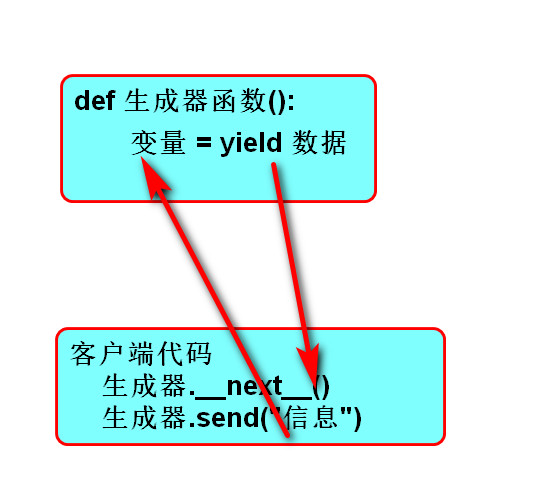 def 生成器函数():
变量 = yield 数据
客户端代码
生成器.__next__()
生成器.send("信息")